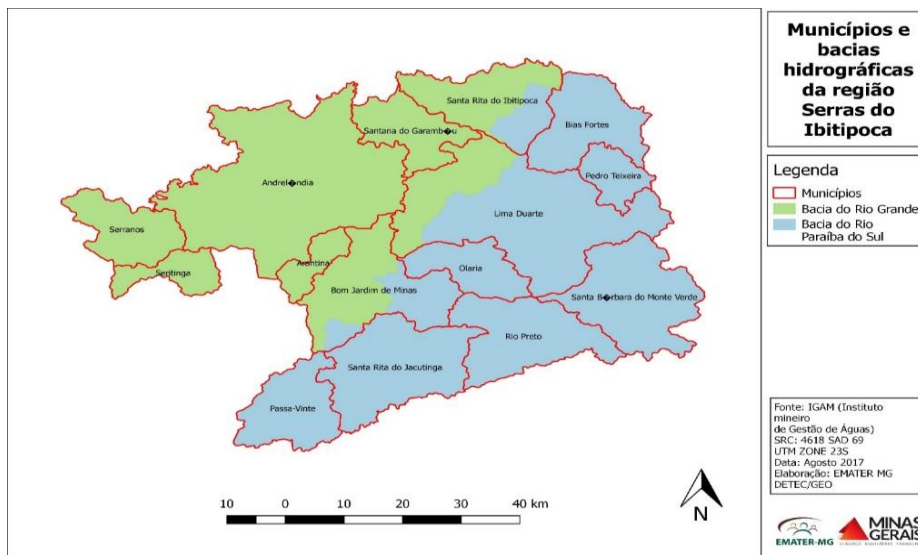 Municípios e
bacias
hidrográficas
da região
Serras do
Ibitipoca
Legenda
Municípios
Bacia do Rio Grande
Bacia do Rio
Paraíba do Sul
Santa Rita do Ibitipoca
Bias Fortes
Santana do Garamb�u
Pedro Teixeira
Andrel�ndia
Lima Duarte
Serranos
Arantina
Seritinga
Olaria
Bom Jardim de Minas
Santa B�rbara do Monte Verde
Rio Preto
Santa Rita do Jacutinga
Passa-Vinte
10 0 10 20 30 40 km
N
Fonte: IGAM (Instituto
mineiro
de Gestão de Águas)
SRC: 4618 SAD 69
UTM ZONE 23S
Data: Agosto 2017
Elaboração: EMATER MG
DETEC/GEO
EMATER-MG
MINAS
GERAIS